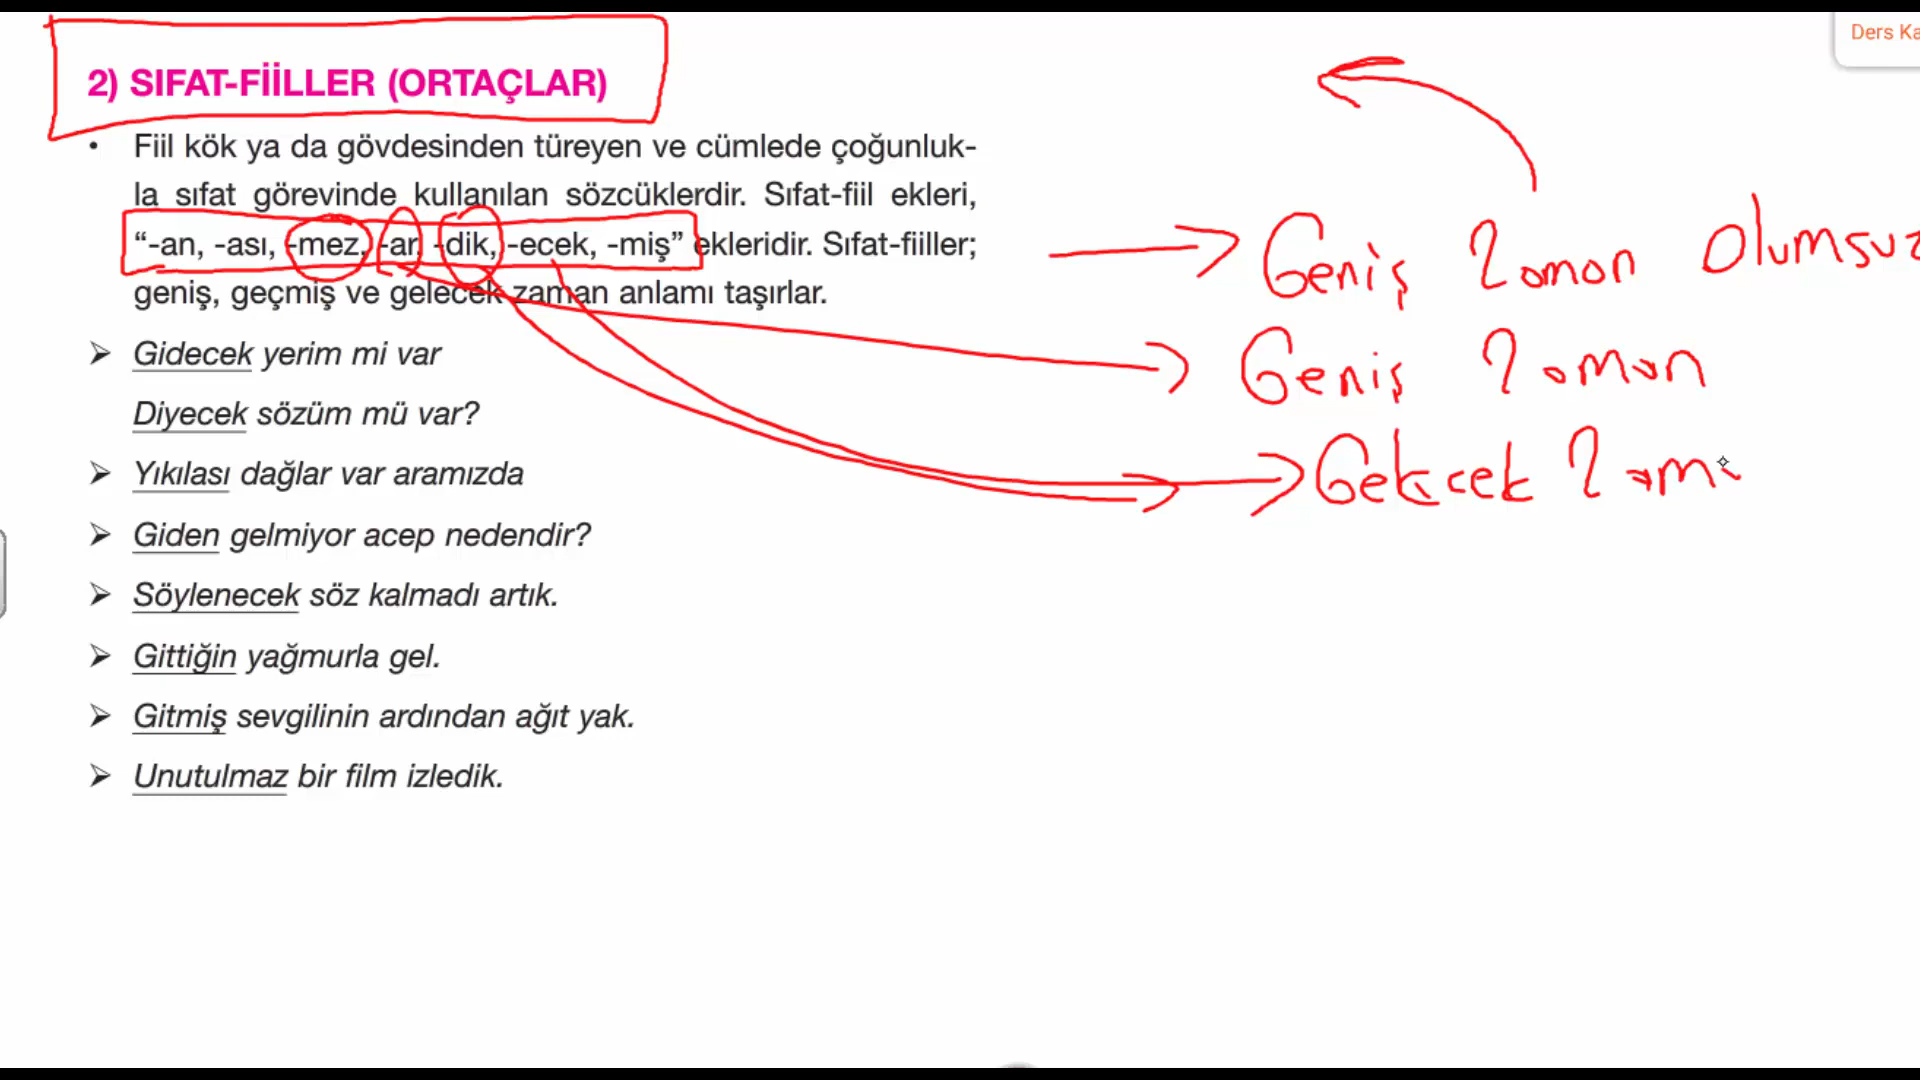 Ders Ka
2) SIFAT-FİİLLER (ORTAÇLAR)
• Fiil kök ya da gövdesinden türeyen ve cümlede çoğunluk-
la sıfat görevinde kullanılan sözcüklerdir. Sıfat-fiil ekleri,
“-an, -ası, -mez, -ar, -dik, -ecek, -miş” ekleridir. Sıfat-fiiller;
geniş, geçmiş ve gelecek zaman anlamı taşırlar.
➢ Gidecek yerim mi var
Diyecek sözüm mü var?
➢ Yıkılası dağlar var aramızda
➢ Giden gelmiyor acep nedendir?
➢ Söylenecek söz kalmadı artık.
➢ Gittiğin yağmurla gel.
➢ Gitmiş sevgilinin ardından ağıt yak.
➢ Unutulmaz bir film izledik.
Geniş Zaman Olumsuz
Geniş Zaman
Gelecek